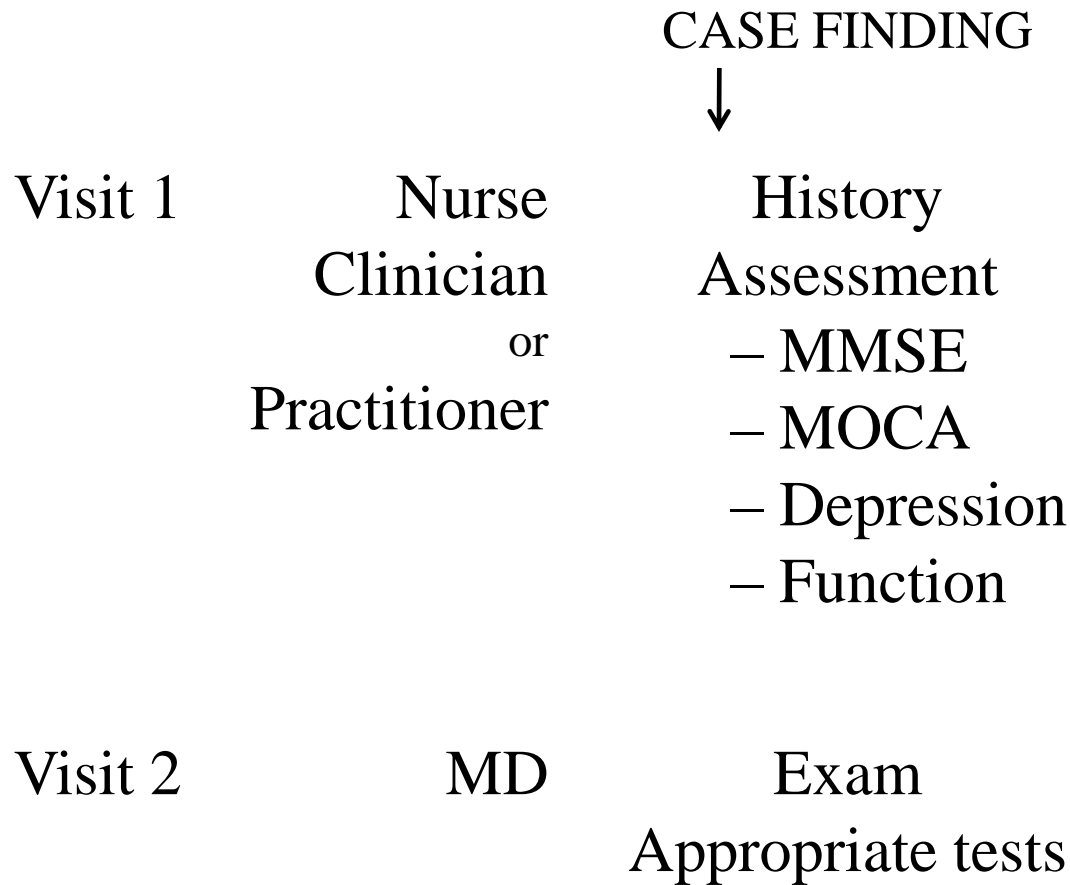 CASE FINDING
Visit 1 Nurse History
Clinician Assessment
or
– MMSE
Practitioner
– MOCA
– Depression
– Function
Visit 2 MD Exam
Appropriate tests